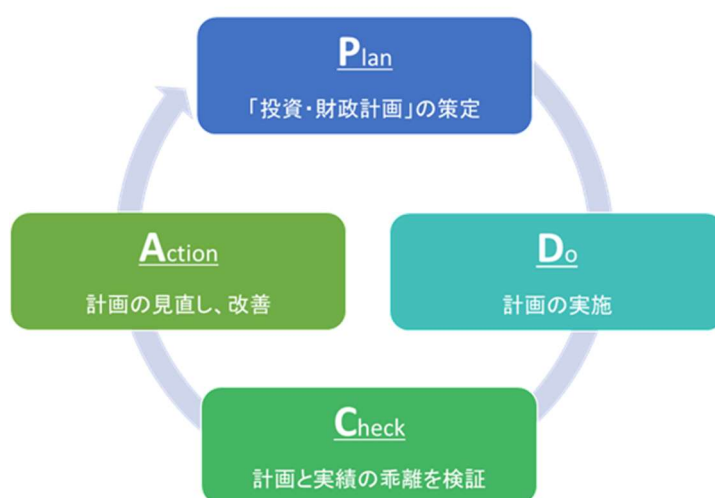 Plan
「投資・財政計画」の策定
Do
計画の実施
Check
計画と実績の乖離を検証
Action
計画の見直し、改善